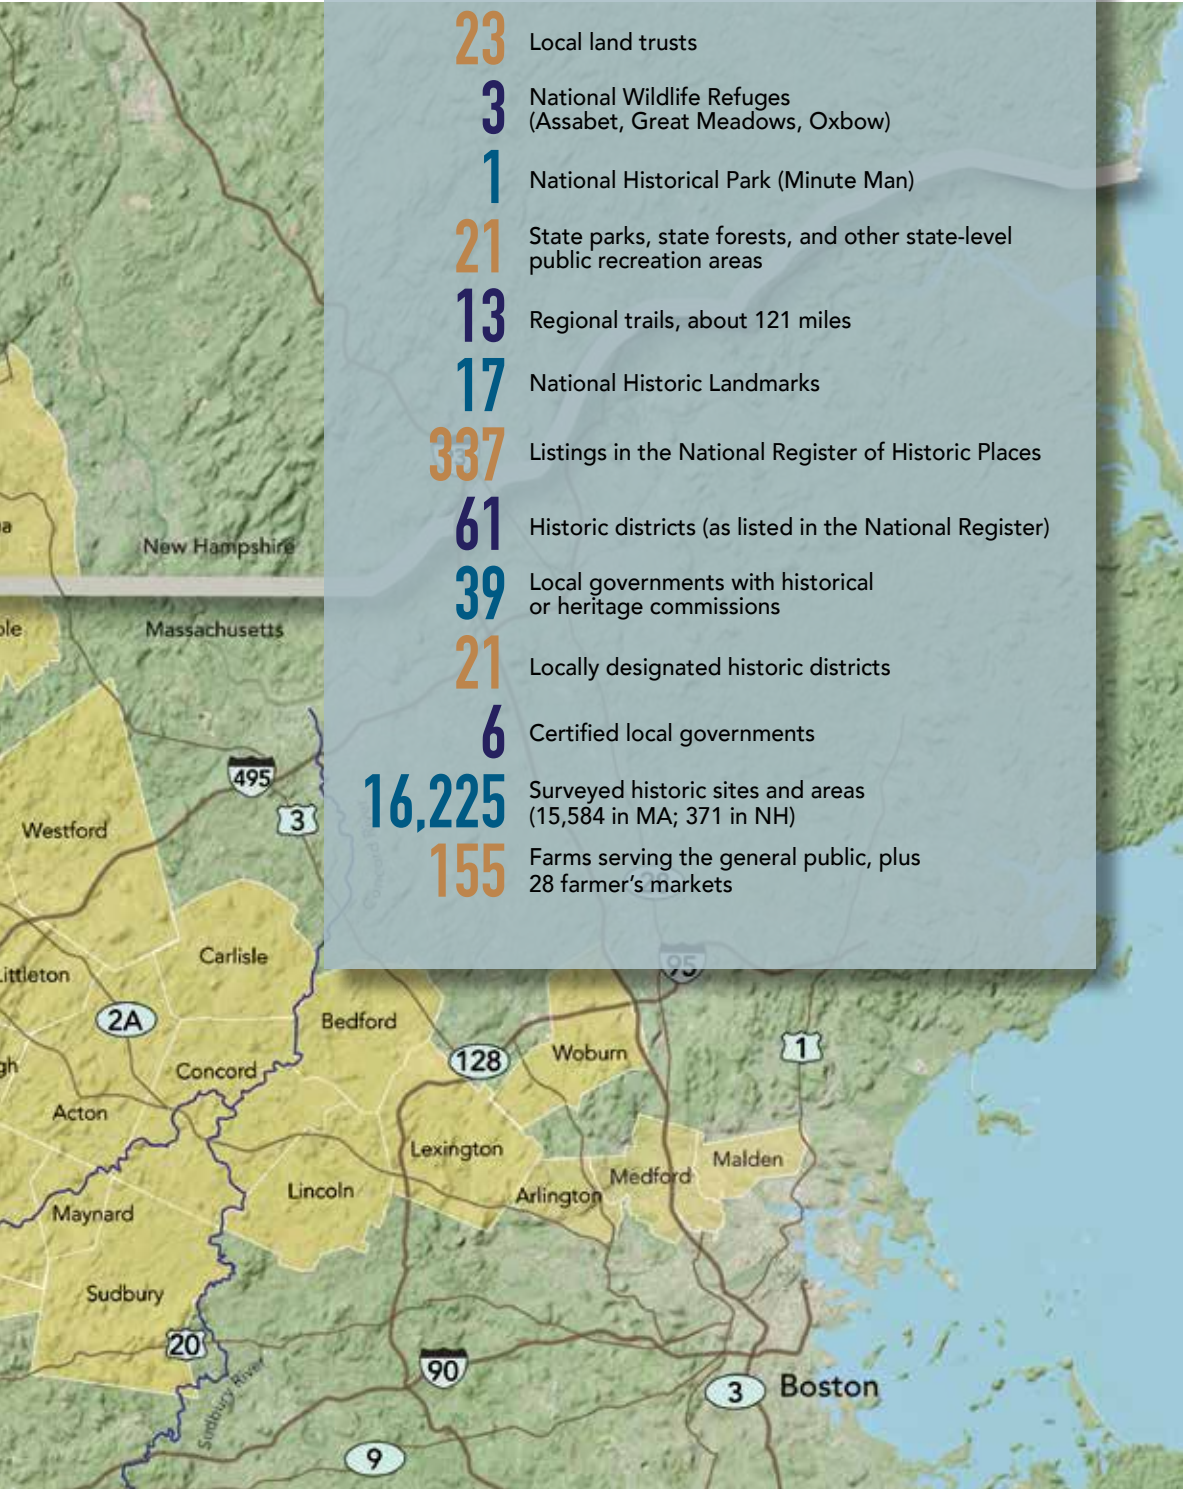 23 Local land trusts
3 National Wildlife Refuges
(Assabet, Great Meadows, Oxbow)
1 National Historical Park (Minute Man)
21 State parks, state forests, and other state-level
public recreation areas
13 Regional trails, about 121 miles
17 National Historic Landmarks
337 Listings in the National Register of Historic Places
61 Historic districts (as listed in the National Register)
39 Local governments with historical
or heritage commissions
21 Locally designated historic districts
6 Certified local governments
16,225 Surveyed historic sites and areas
(15,584 in MA; 371 in NH)
155 Farms serving the general public, plus
28 farmer's markets
New Hampshire
Massachusetts
495
3
Westford
Carlisle
ittleton
95
2A
Bedford
128
Woburn
1
gh
Concord
Acton
Lexington
Medford
Malden
Lincoln
Arlington
Maynard
Sudbury
20
Sudbury River
90
3
Boston
9